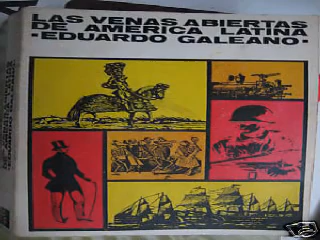 LAS VENAS ABIERTAS
DE AMERICA LATINA
·EDUARDO GALEANO·